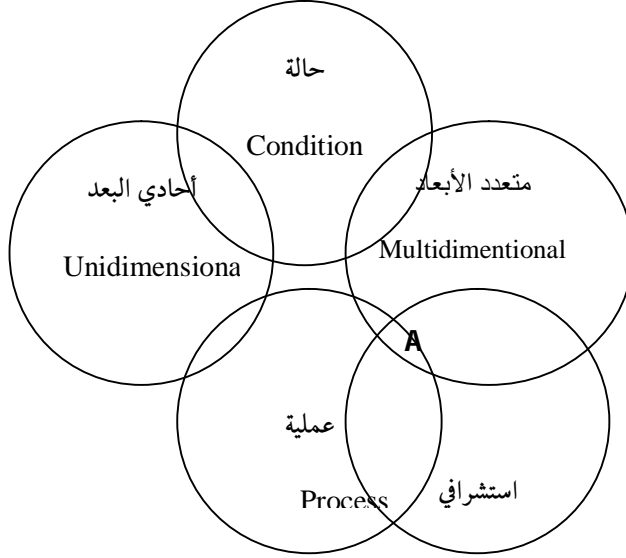 حالة
Condition
أحادي البعد
Unidimensiona
متعدد الأبعاد
Multidimentional
A
عملية
Process
استشرافي